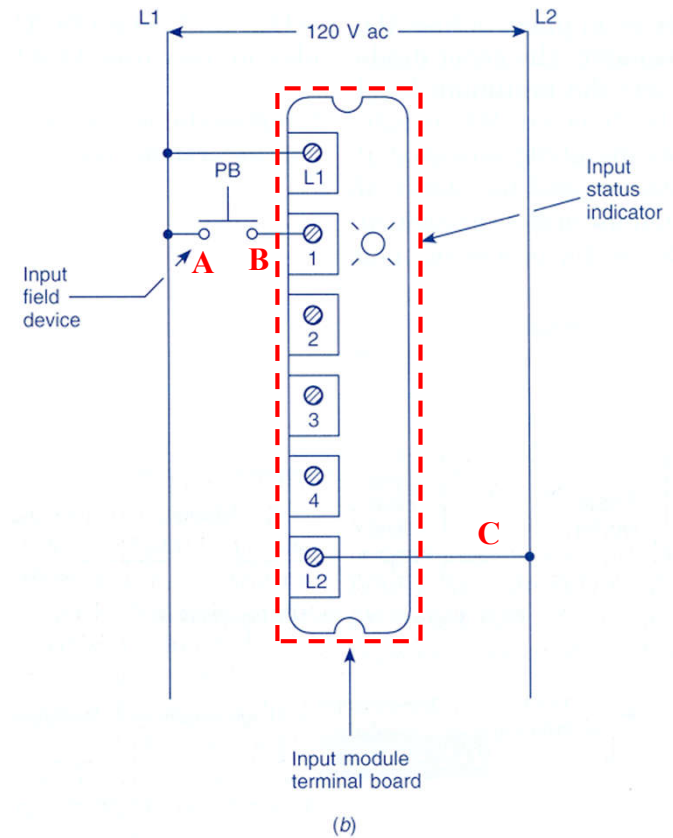 L1
120 V ac
L2
L1
PB
Input
status
indicator
1
A
B
Input
field
device
2
3
4
C
L2
Input module
terminal board
(b)